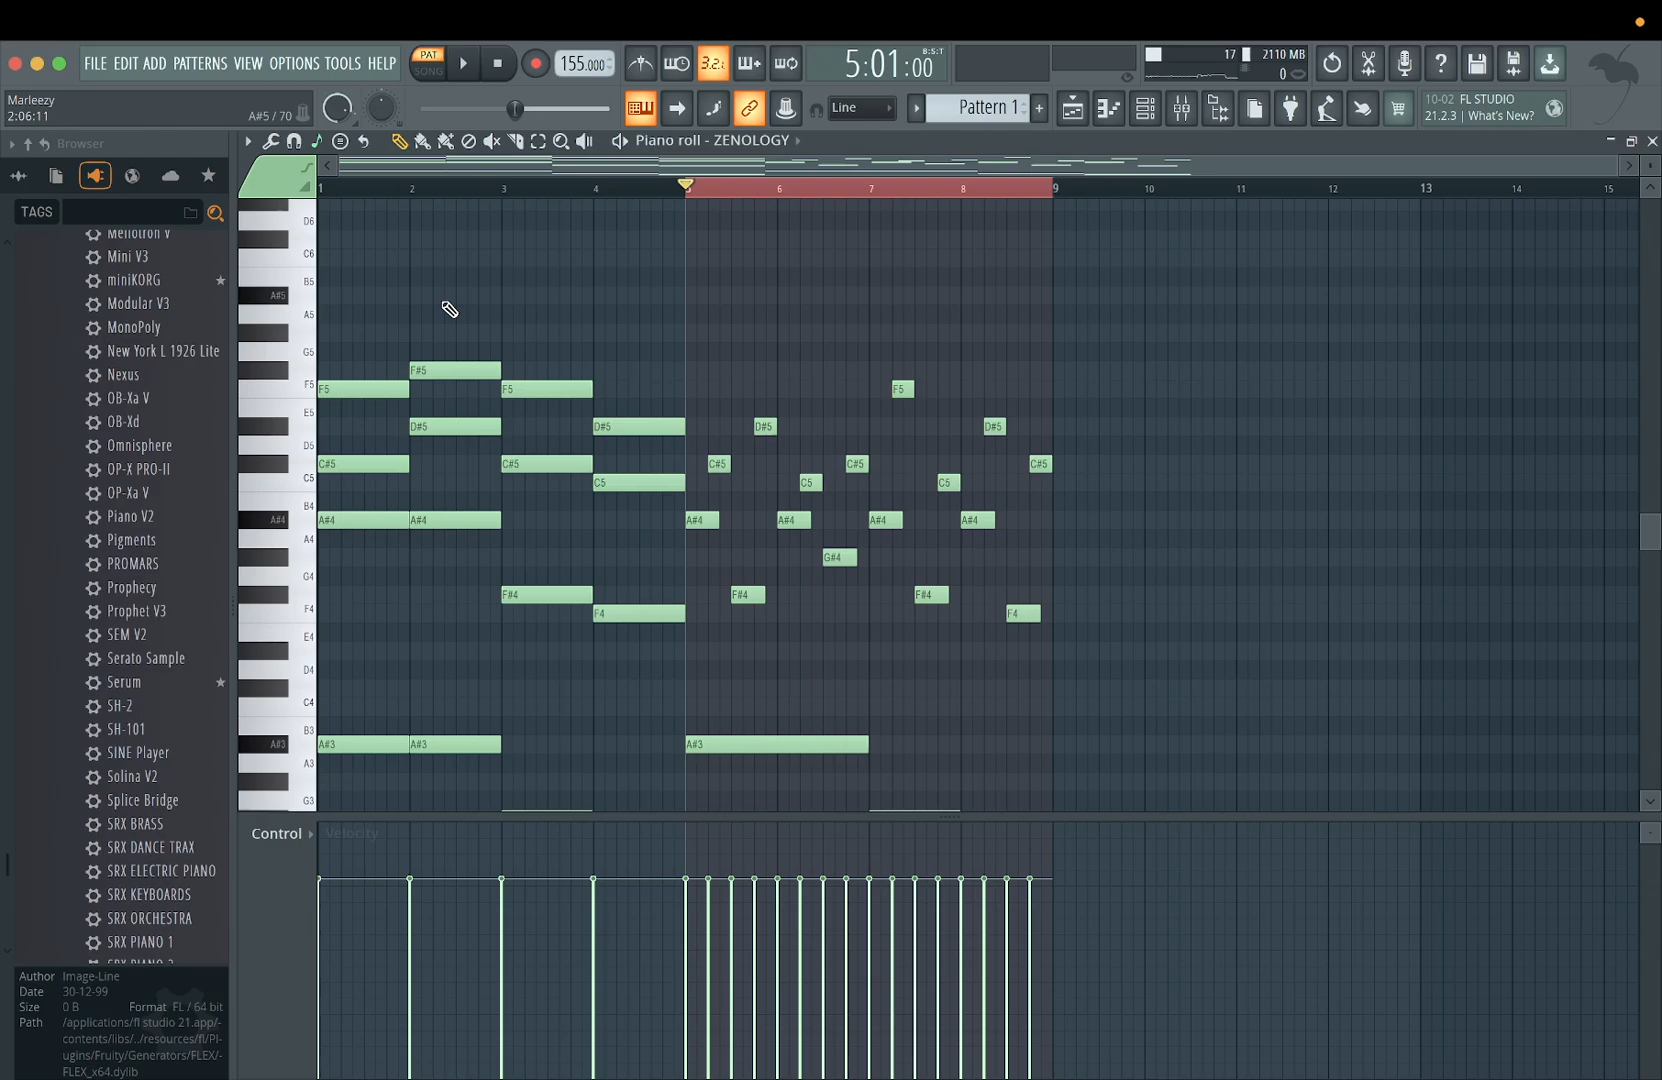 FILE EDIT ADD PATTERNS VIEW OPTIONS TOOLS HELP
PAT
SONG
155.000
3.2.
5:01:00
B:S:T
17
2110 MB
0
Marleezy
2:06:11
A#5 / 70
Line
Pattern 1
10-02 FL STUDIO
21.2.3 | What's New?
Browser
Piano roll - ZENOLOGY
TAGS
Mellotron V
Mini V3
miniKORG
Modular V3
MonoPoly
New York L 1926 Lite
Nexus
OB-Xa V
OB-Xd
Omnisphere
OP-X PRO-II
OP-Xa V
Piano V2
Pigments
PROMARS
Prophecy
Prophet V3
SEM V2
Serato Sample
Serum
SH-2
SH-101
SINE Player
Solina V2
Splice Bridge
SRX BRASS
SRX DANCE TRAX
SRX ELECTRIC PIANO
SRX KEYBOARDS
SRX ORCHESTRA
SRX PIANO 1
SRX PIANO 2
Author Image-Line
Date 30-12-99
Size 0 B Format FL / 64 bit
Path /applications/fl studio 21.app/-
contents/libs/../resources/fl/Pl-
ugins/Fruity/Generators/FLEX/-
FLEX_x64.dylib
1 2 3 4 5 6 7 8 9 10 11 12 13 14 15
D6
C6
B5
A#5
A5
G5
F#5
F5 F5 F5 F5
E5
D#5 D#5 D#5 D#5
D5
C#5 C#5 C#5 C#5 C#5
C5 C5 C5 C5
B4
A#4 A#4 A#4 A#4 A#4 A#4 A#4
A4
G#4
G4
F#4 F#4 F#4
F4 F4 F4
E4
D4
C4
B3
A#3 A#3 A#3 A#3
A3
G3
Control Velocity